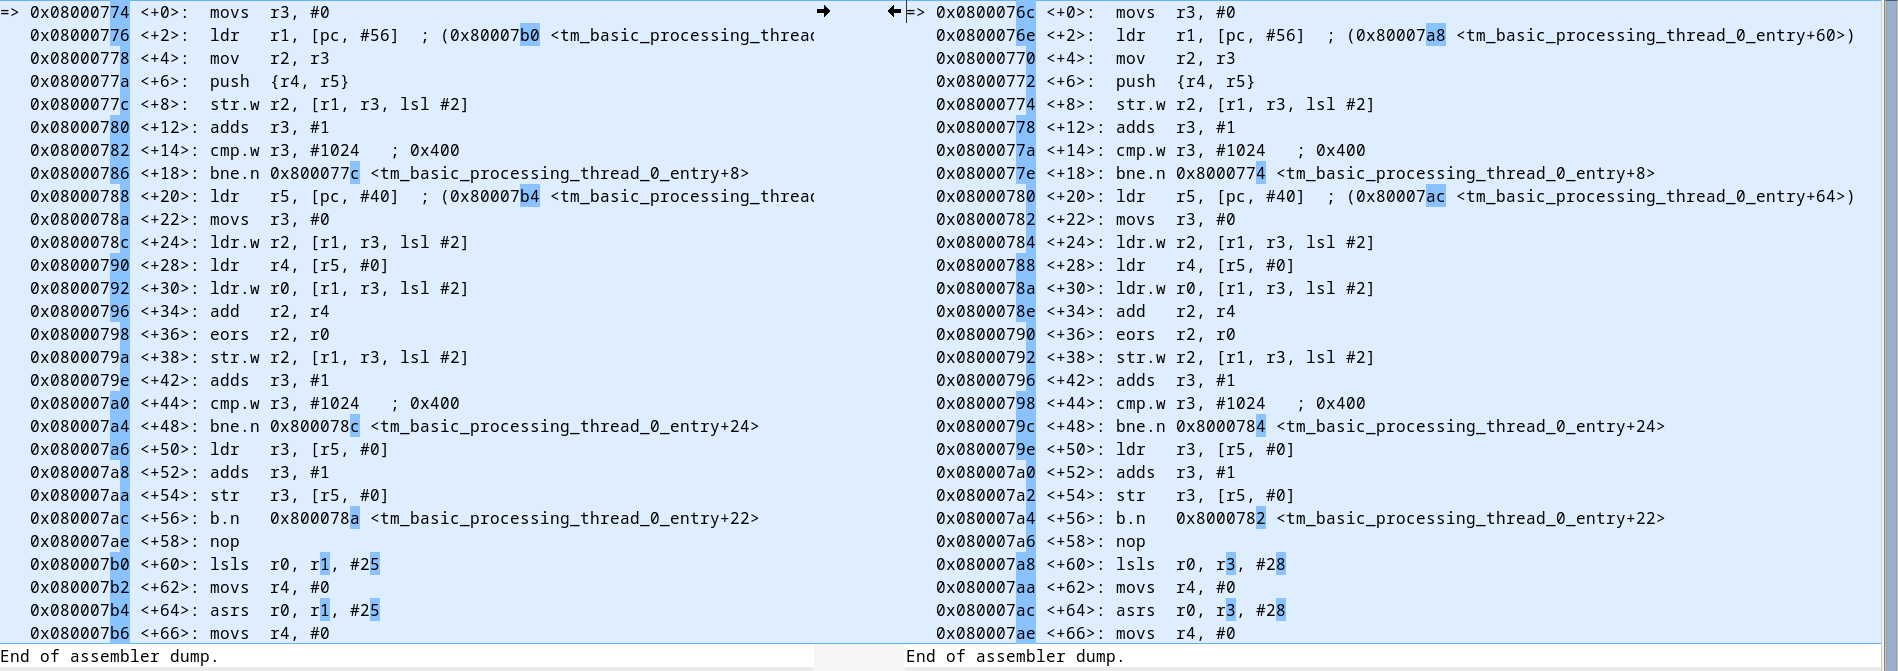 => 0x08000774 <+0>: movs r3, #0
0x08000776 <+2>: ldr r1, [pc, #56] ; (0x80007b0 <tm_basic_processing_threac
0x08000778 <+4>: mov r2, r3
0x0800077a <+6>: push {r4, r5}
0x0800077c <+8>: str.w r2, [r1, r3, lsl #2]
0x08000780 <+12>: adds r3, #1
0x08000782 <+14>: cmp.w r3, #1024 ; 0x400
0x08000786 <+18>: bne.n 0x800077c <tm_basic_processing_thread_0_entry+8>
0x08000788 <+20>: ldr r5, [pc, #40] ; (0x80007b4 <tm_basic_processing_threac
0x0800078a <+22>: movs r3, #0
0x0800078c <+24>: ldr.w r2, [r1, r3, lsl #2]
0x08000790 <+28>: ldr r4, [r5, #0]
0x08000792 <+30>: ldr.w r0, [r1, r3, lsl #2]
0x08000796 <+34>: add r2, r4
0x08000798 <+36>: eors r2, r0
0x0800079a <+38>: str.w r2, [r1, r3, lsl #2]
0x0800079e <+42>: adds r3, #1
0x080007a0 <+44>: cmp.w r3, #1024 ; 0x400
0x080007a4 <+48>: bne.n 0x800078c <tm_basic_processing_thread_0_entry+24>
0x080007a6 <+50>: ldr r3, [r5, #0]
0x080007a8 <+52>: adds r3, #1
0x080007aa <+54>: str r3, [r5, #0]
0x080007ac <+56>: b.n 0x800078a <tm_basic_processing_thread_0_entry+22>
0x080007ae <+58>: nop
0x080007b0 <+60>: lsls r0, r1, #25
0x080007b2 <+62>: movs r4, #0
0x080007b4 <+64>: asrs r0, r1, #25
0x080007b6 <+66>: movs r4, #0
End of assembler dump.
=> 0x0800076c <+0>: movs r3, #0
0x0800076e <+2>: ldr r1, [pc, #56] ; (0x80007a8 <tm_basic_processing_thread_0_entry+60>)
0x08000770 <+4>: mov r2, r3
0x08000772 <+6>: push {r4, r5}
0x08000774 <+8>: str.w r2, [r1, r3, lsl #2]
0x08000778 <+12>: adds r3, #1
0x0800077a <+14>: cmp.w r3, #1024 ; 0x400
0x0800077e <+18>: bne.n 0x8000774 <tm_basic_processing_thread_0_entry+8>
0x08000780 <+20>: ldr r5, [pc, #40] ; (0x80007ac <tm_basic_processing_thread_0_entry+64>)
0x08000782 <+22>: movs r3, #0
0x08000784 <+24>: ldr.w r2, [r1, r3, lsl #2]
0x08000788 <+28>: ldr r4, [r5, #0]
0x0800078a <+30>: ldr.w r0, [r1, r3, lsl #2]
0x0800078e <+34>: add r2, r4
0x08000790 <+36>: eors r2, r0
0x08000792 <+38>: str.w r2, [r1, r3, lsl #2]
0x08000796 <+42>: adds r3, #1
0x08000798 <+44>: cmp.w r3, #1024 ; 0x400
0x0800079c <+48>: bne.n 0x8000784 <tm_basic_processing_thread_0_entry+24>
0x0800079e <+50>: ldr r3, [r5, #0]
0x080007a0 <+52>: adds r3, #1
0x080007a2 <+54>: str r3, [r5, #0]
0x080007a4 <+56>: b.n 0x8000782 <tm_basic_processing_thread_0_entry+22>
0x080007a6 <+58>: nop
0x080007a8 <+60>: lsls r0, r3, #28
0x080007aa <+62>: movs r4, #0
0x080007ac <+64>: asrs r0, r3, #28
0x080007ae <+66>: movs r4, #0
End of assembler dump.